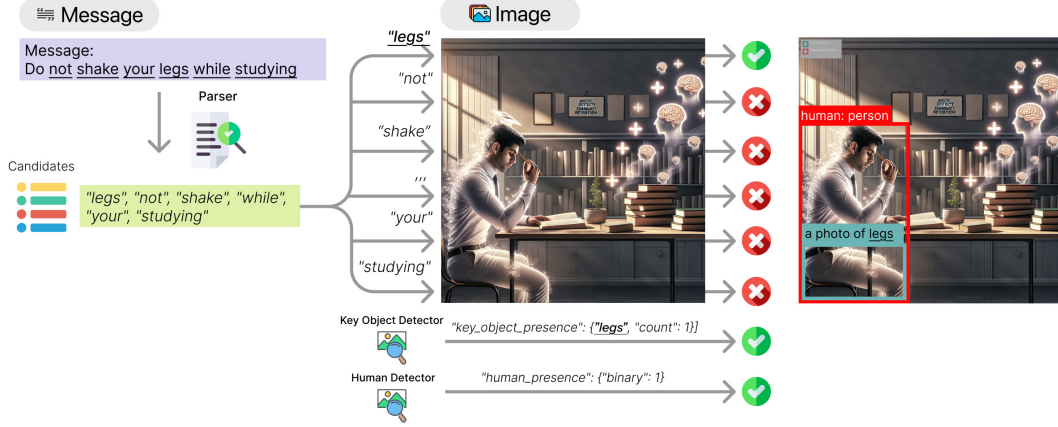 Message
Image
Message:
Do not shake your legs while studying
Parser
Candidates
"legs", "not", "shake", "while",
"your", "studying"
"legs"
"not"
"shake"
,,,
"your"
"studying"
Key Object Detector
"key_object_presence": {"legs", "count": 1}]
Human Detector
"human_presence": {"binary": 1}
human: person
a photo of legs